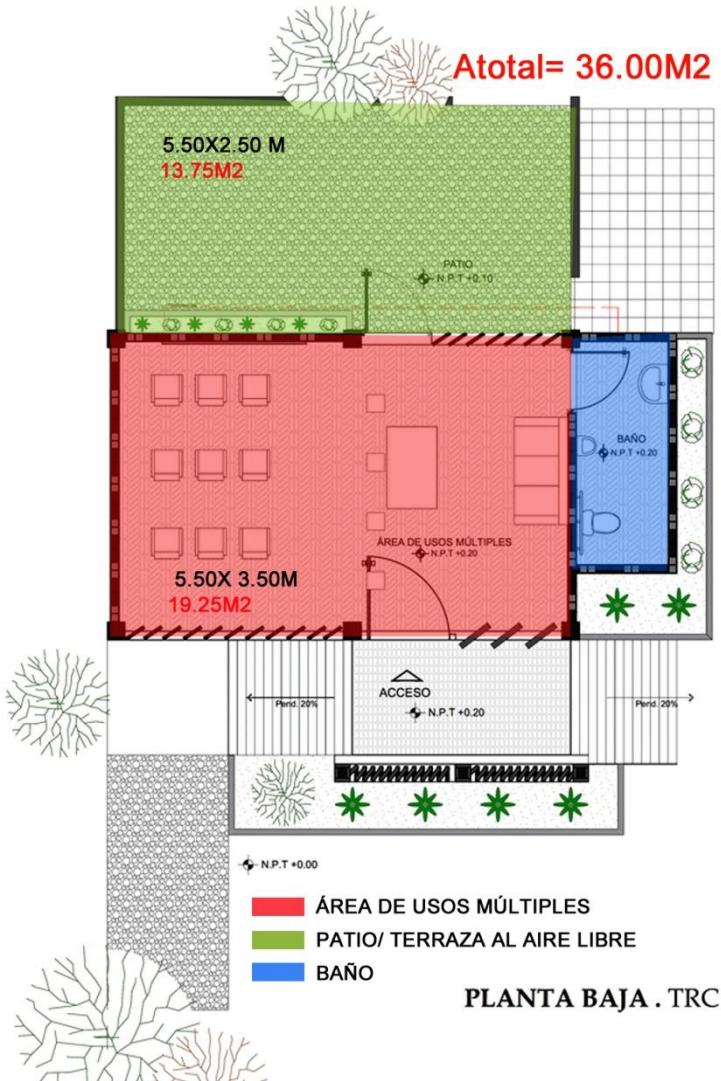 Atotal= 36.00M2
5.50X2.50 M
13.75M2
PATIO
N.P.T +0.10
BAÑO
N.P.T +0.20
ÁREA DE USOS MÚLTIPLES
N.P.T +0.20
5.50X 3.50M
19.25M2
ACCESO
Pend. 20%
Pend. 20%
N.P.T +0.20
N.P.T +0.00
ÁREA DE USOS MÚLTIPLES
PATIO/ TERRAZA AL AIRE LIBRE
BAÑO
PLANTA BAJA . TRC